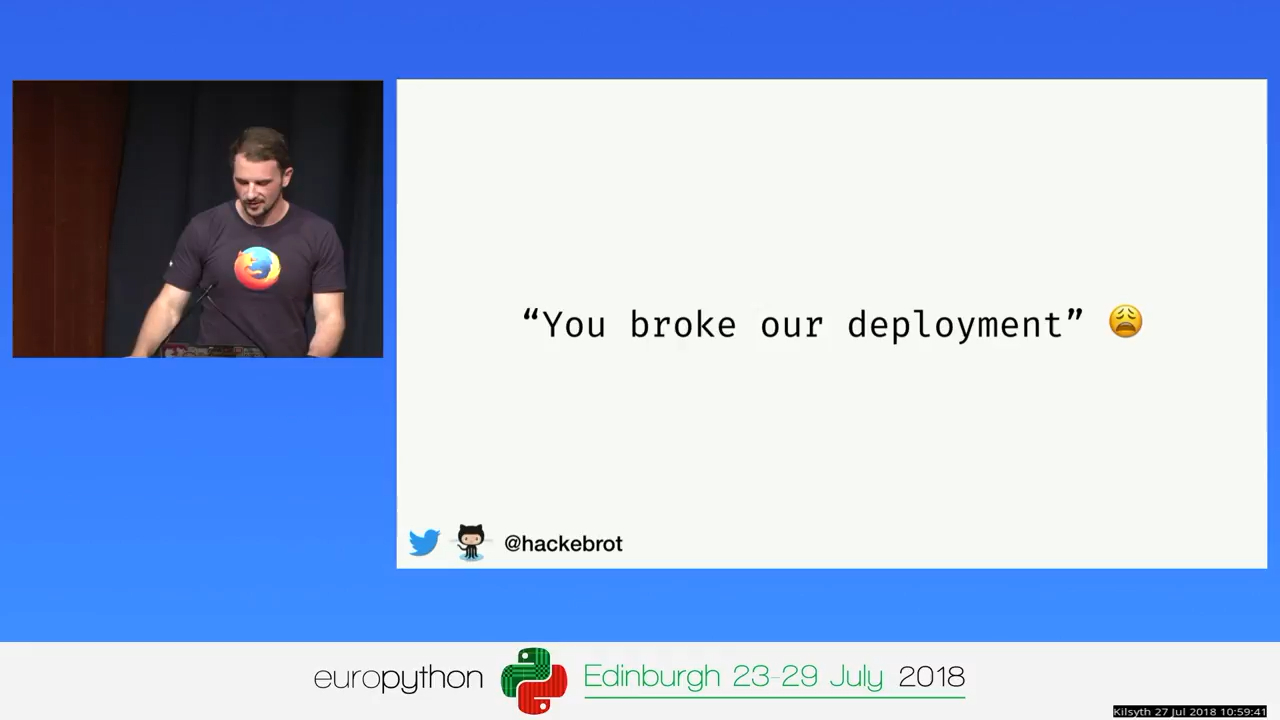 “You broke our deployment” 😩
@hackebrot
europython Edinburgh 23-29 July 2018
Kilsyth 27 Jul 2018 10:59:41